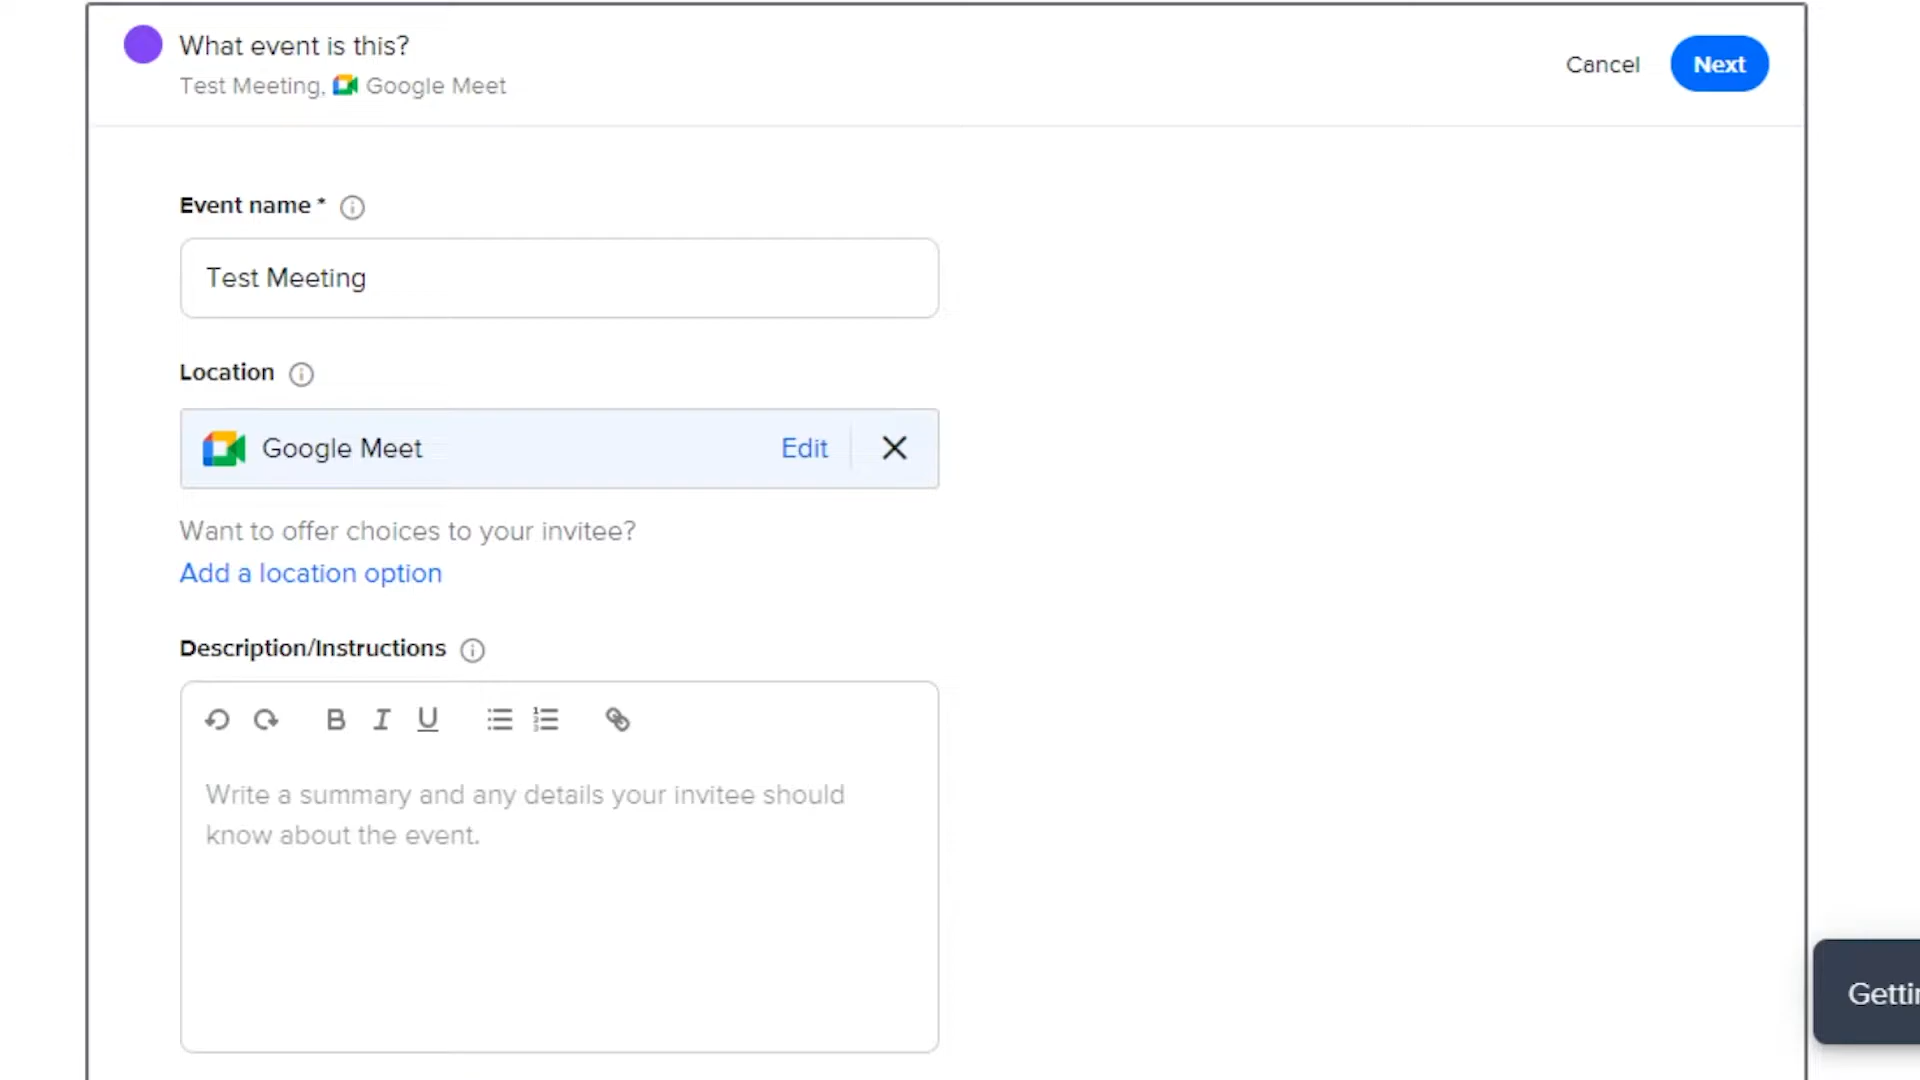 What event is this?
Test Meeting, Google Meet
Cancel
Next
Event name *
Test Meeting
Location
Google Meet
Edit
Want to offer choices to your invitee?
Add a location option
Description/Instructions
B I U
Write a summary and any details your invitee should
know about the event.